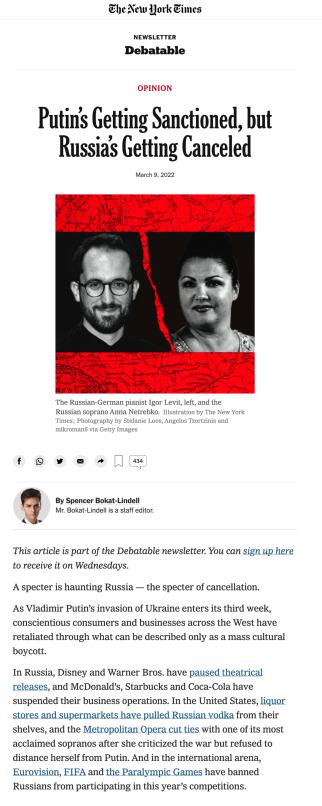 The New York Times
NEWSLETTER
Debatable
OPINION
Putin's Getting Sanctioned, but
Russia's Getting Canceled
March 9, 2022
The Russian-German pianist Igor Levit, left, and the
Russian soprano Anna Netrebko. Illustration by The New York
Times; Photography by Stefanie Loos, Angelos Tzortzinis and
mikroman6 via Getty Images
434
By Spencer Bokat-Lindell
Mr. Bokat-Lindell is a staff editor.
This article is part of the Debatable newsletter. You can sign up here
to receive it on Wednesdays.
A specter is haunting Russia — the specter of cancellation.
As Vladimir Putin's invasion of Ukraine enters its third week,
conscientious consumers and businesses across the West have
retaliated through what can be described only as a mass cultural
boycott.
In Russia, Disney and Warner Bros. have paused theatrical
releases, and McDonald's, Starbucks and Coca-Cola have
suspended their business operations. In the United States, liquor
stores and supermarkets have pulled Russian vodka from their
shelves, and the Metropolitan Opera cut ties with one of its most
acclaimed sopranos after she criticized the war but refused to
distance herself from Putin. And in the international arena,
Eurovision, FIFA and the Paralympic Games have banned
Russians from participating in this year's competitions.